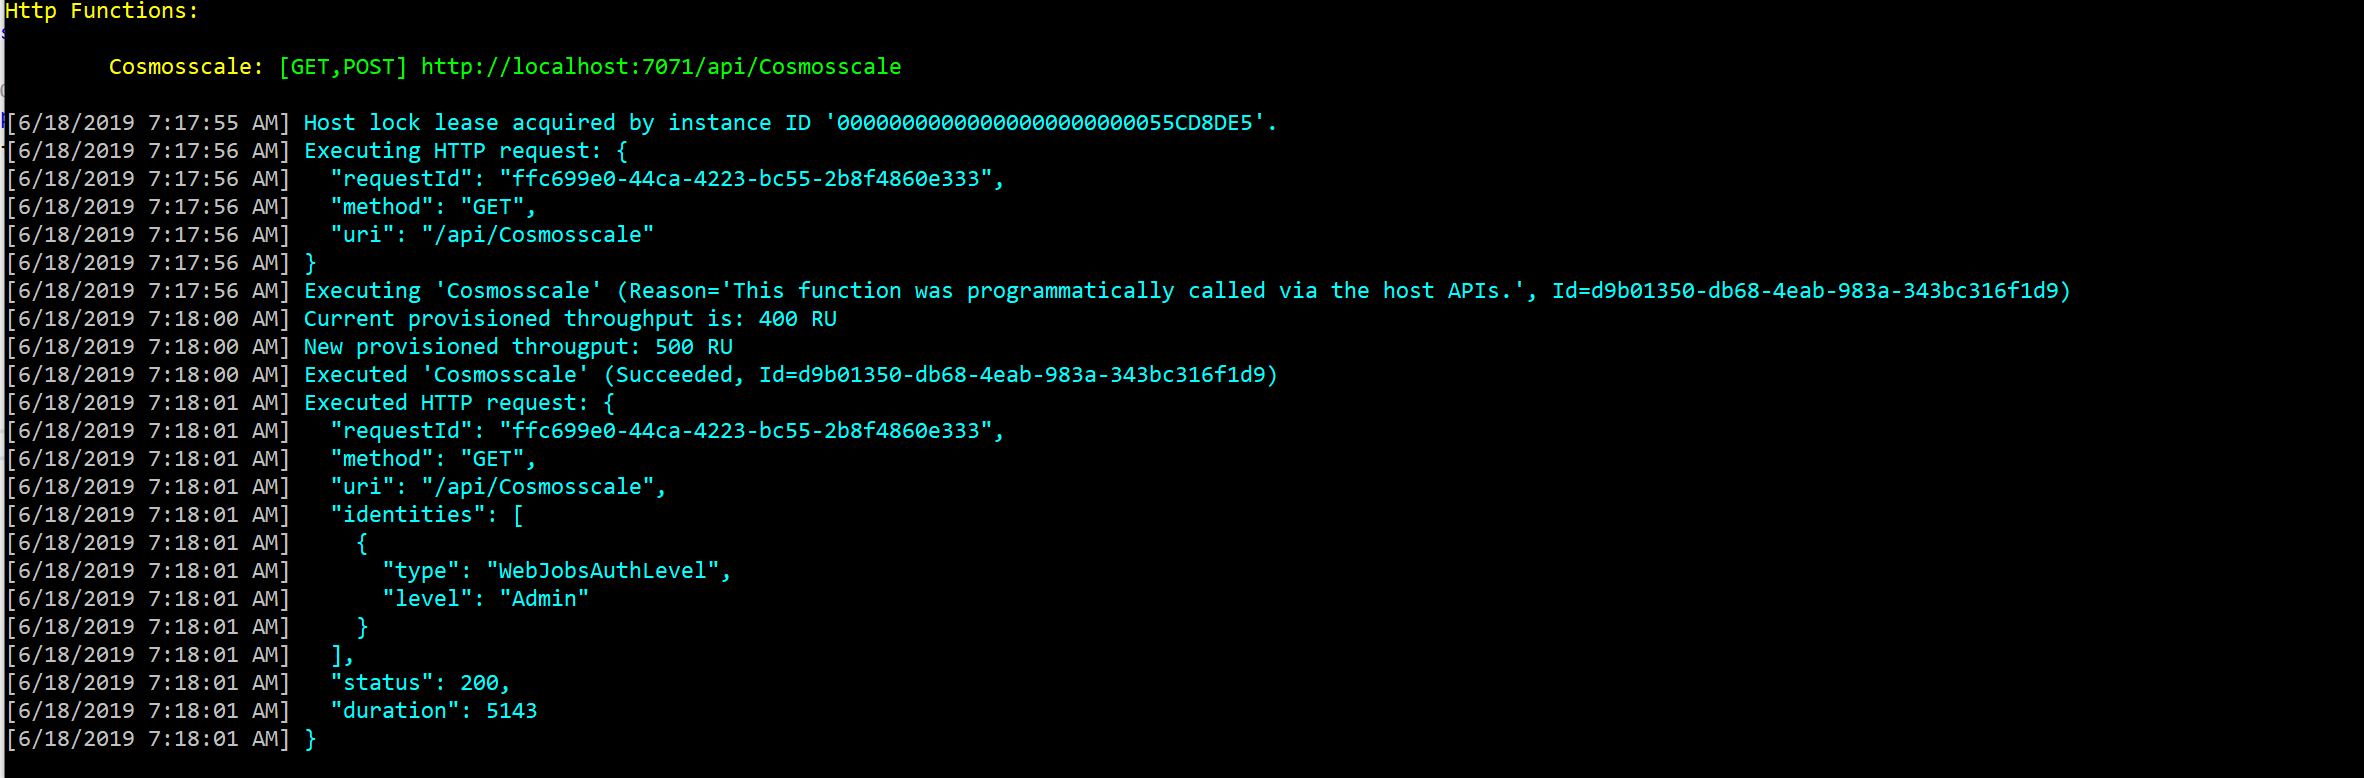 Http Functions:
Cosmosscale: [GET,POST] http://localhost:7071/api/Cosmosscale
[6/18/2019 7:17:55 AM] Host lock lease acquired by instance ID '00000000000000000000000055CD8DE5'.
[6/18/2019 7:17:56 AM] Executing HTTP request: {
[6/18/2019 7:17:56 AM]   "requestId": "ffc699e0-44ca-4223-bc55-2b8f4860e333",
[6/18/2019 7:17:56 AM]   "method": "GET",
[6/18/2019 7:17:56 AM]   "uri": "/api/Cosmosscale"
[6/18/2019 7:17:56 AM] }
[6/18/2019 7:17:56 AM] Executing 'Cosmosscale' (Reason='This function was programmatically called via the host APIs.', Id=d9b01350-db68-4eab-983a-343bc316f1d9)
[6/18/2019 7:18:00 AM] Current provisioned throughput is: 400 RU
[6/18/2019 7:18:00 AM] New provisioned througput: 500 RU
[6/18/2019 7:18:00 AM] Executed 'Cosmosscale' (Succeeded, Id=d9b01350-db68-4eab-983a-343bc316f1d9)
[6/18/2019 7:18:01 AM] Executed HTTP request: {
[6/18/2019 7:18:01 AM]   "requestId": "ffc699e0-44ca-4223-bc55-2b8f4860e333",
[6/18/2019 7:18:01 AM]   "method": "GET",
[6/18/2019 7:18:01 AM]   "uri": "/api/Cosmosscale",
[6/18/2019 7:18:01 AM]   "identities": [
[6/18/2019 7:18:01 AM]     {
[6/18/2019 7:18:01 AM]       "type": "WebJobsAuthLevel",
[6/18/2019 7:18:01 AM]       "level": "Admin"
[6/18/2019 7:18:01 AM]     }
[6/18/2019 7:18:01 AM]   ],
[6/18/2019 7:18:01 AM]   "status": 200,
[6/18/2019 7:18:01 AM]   "duration": 5143
[6/18/2019 7:18:01 AM] }